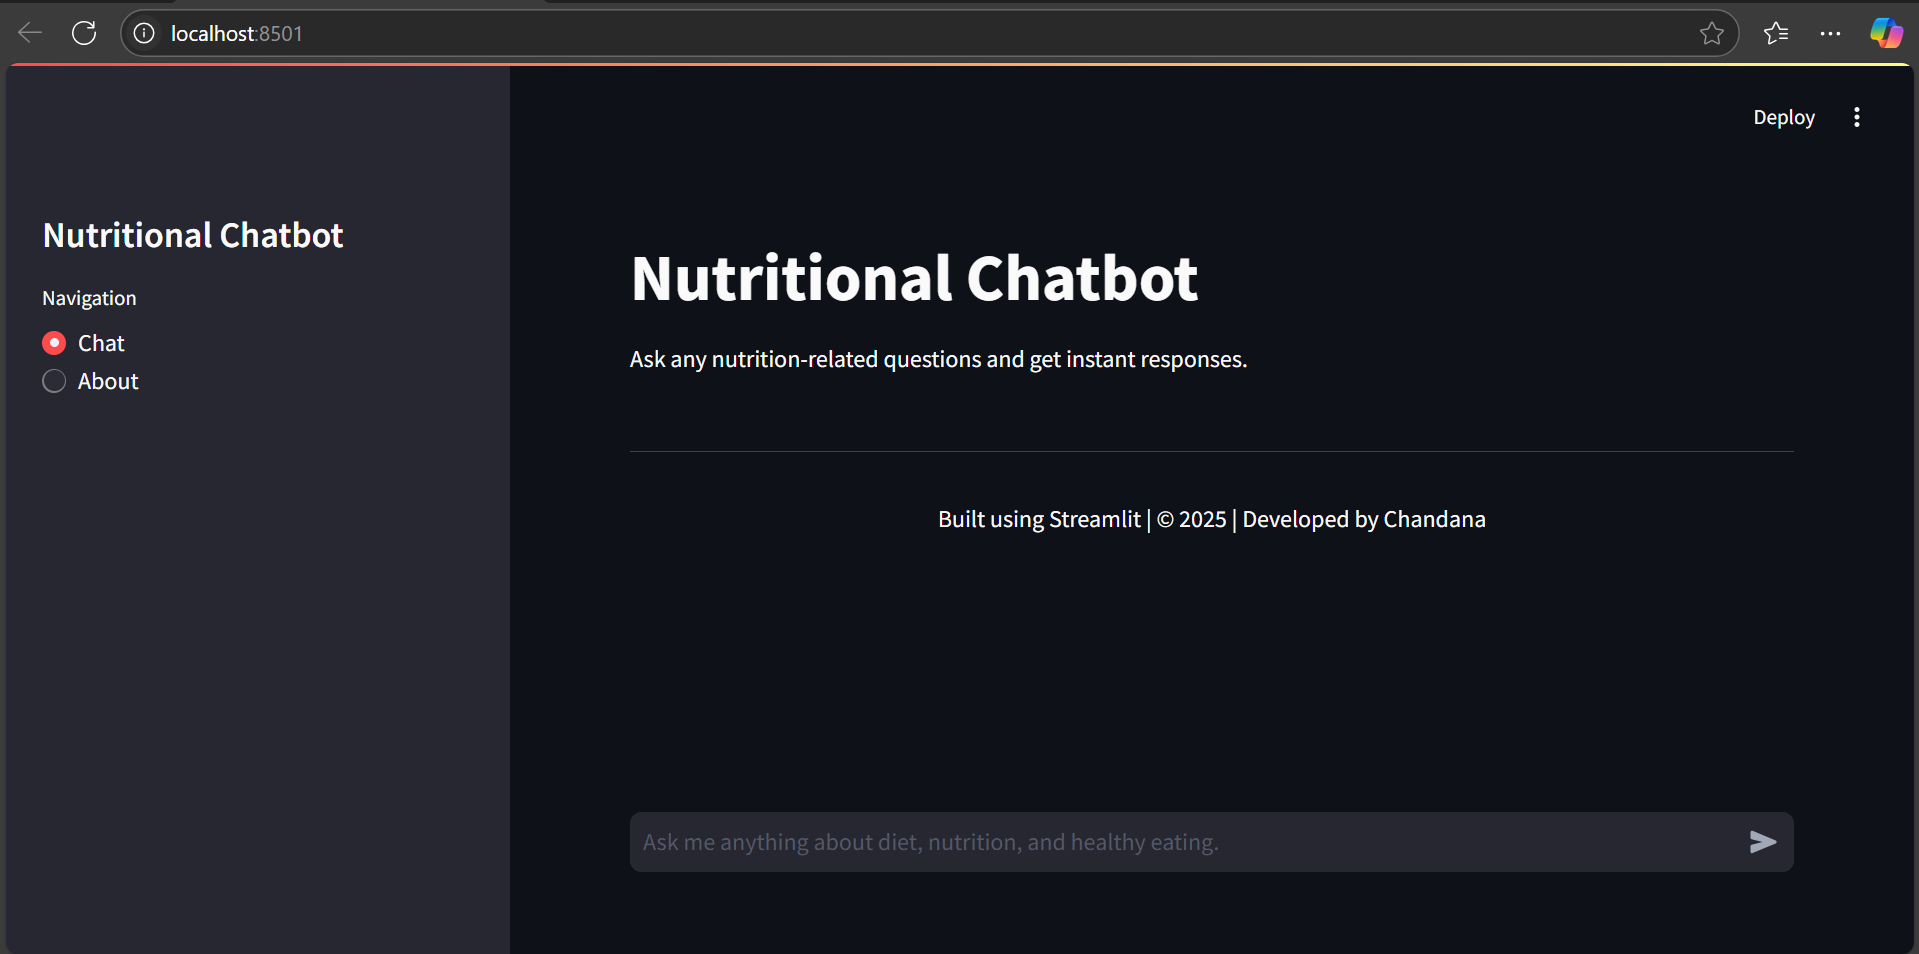 localhost:8501
Deploy
Nutritional Chatbot
Navigation
Chat
About
Nutritional Chatbot
Ask any nutrition-related questions and get instant responses.
Built using Streamlit | © 2025 | Developed by Chandana
Ask me anything about diet, nutrition, and healthy eating.